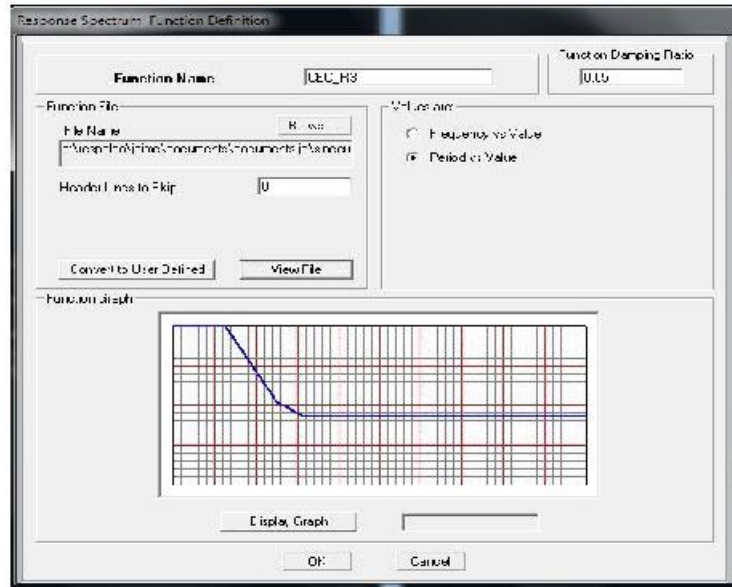 Response Spectrum Function Definition
Function Damping Ratio
Function Name
CEC_R3
0.05
Function File
Values are:
File Name
Browse...
Frequency vs Value
Period vs Value
Header Lines to Skip
0
Convert to User Defined
View File
Function Graph
Display Graph
OK
Cancel